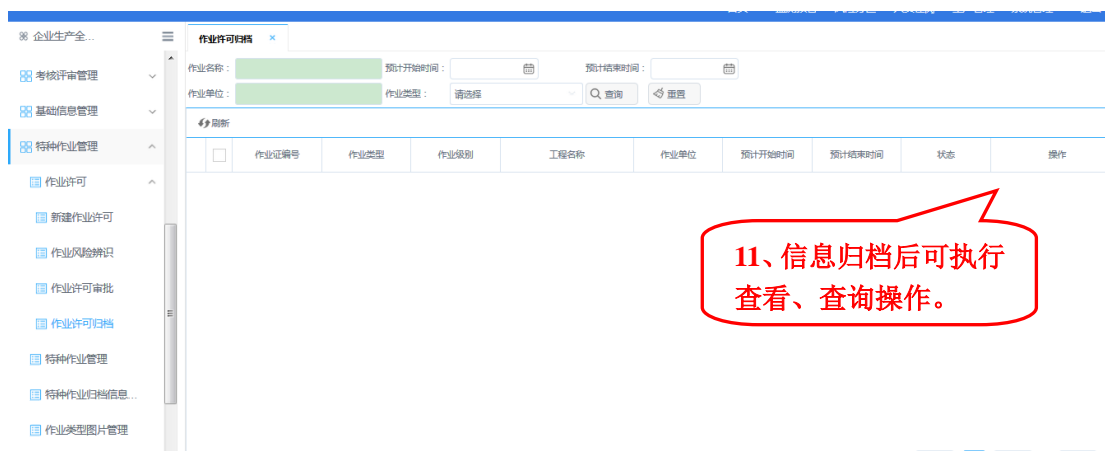 企业生产全...
作业许可归档 ×
考核评审管理
基础信息管理
特种作业管理
作业许可
新建作业许可
作业风险辨识
作业许可审批
作业许可归档
特种作业管理
特种作业归档信息...
作业类型图片管理
作业名称： 预计开始时间： 预计结束时间：
作业单位： 作业类型： 请选择 查询 重置
刷新
作业证编号 作业类型 作业级别 工程名称 作业单位 预计开始时间 预计结束时间 状态 操作
11、信息归档后可执行
查看、查询操作。